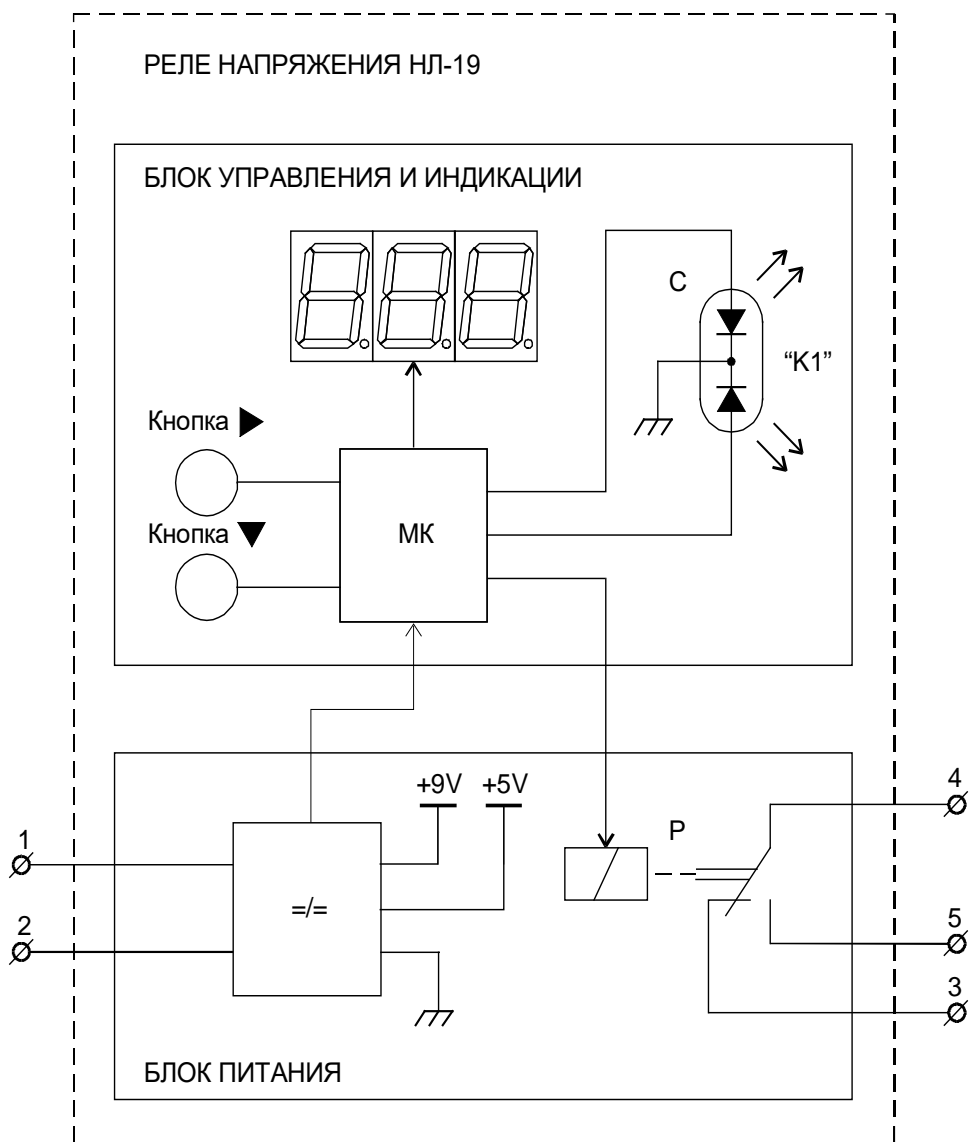 РЕЛЕ НАПРЯЖЕНИЯ НЛ-19
БЛОК УПРАВЛЕНИЯ И ИНДИКАЦИИ
C
“K1”
Кнопка ▶
Кнопка ▼
МК
+9V +5V
4
P
1
=/=
2
5
3
БЛОК ПИТАНИЯ